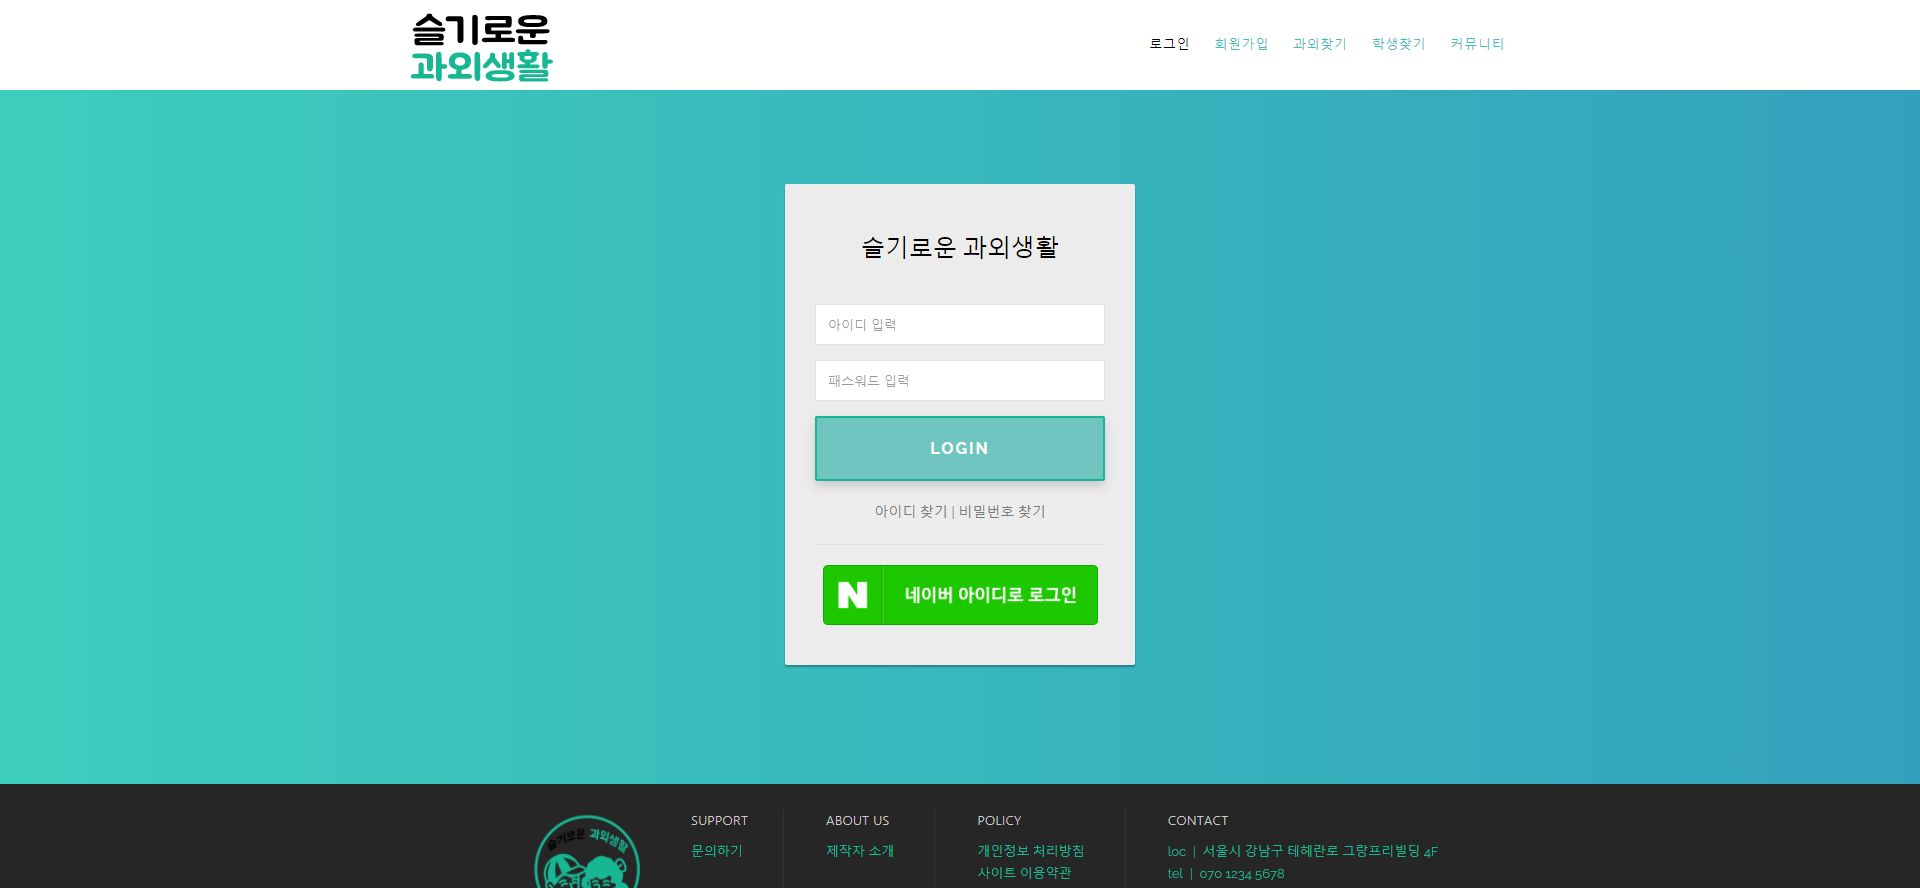 슬기로운
과외생활
로그인 회원가입 과외찾기 학생찾기 커뮤니티
슬기로운 과외생활
아이디 입력
패스워드 입력
LOGIN
아이디 찾기 | 비밀번호 찾기
N 네이버 아이디로 로그인
슬기로운 과외생활
SUPPORT
문의하기
ABOUT US
제작자 소개
POLICY
개인정보 처리방침
사이트 이용약관
CONTACT
loc | 서울시 강남구 테헤란로 그랑프리빌딩 4F
tel | 070 1234 5678